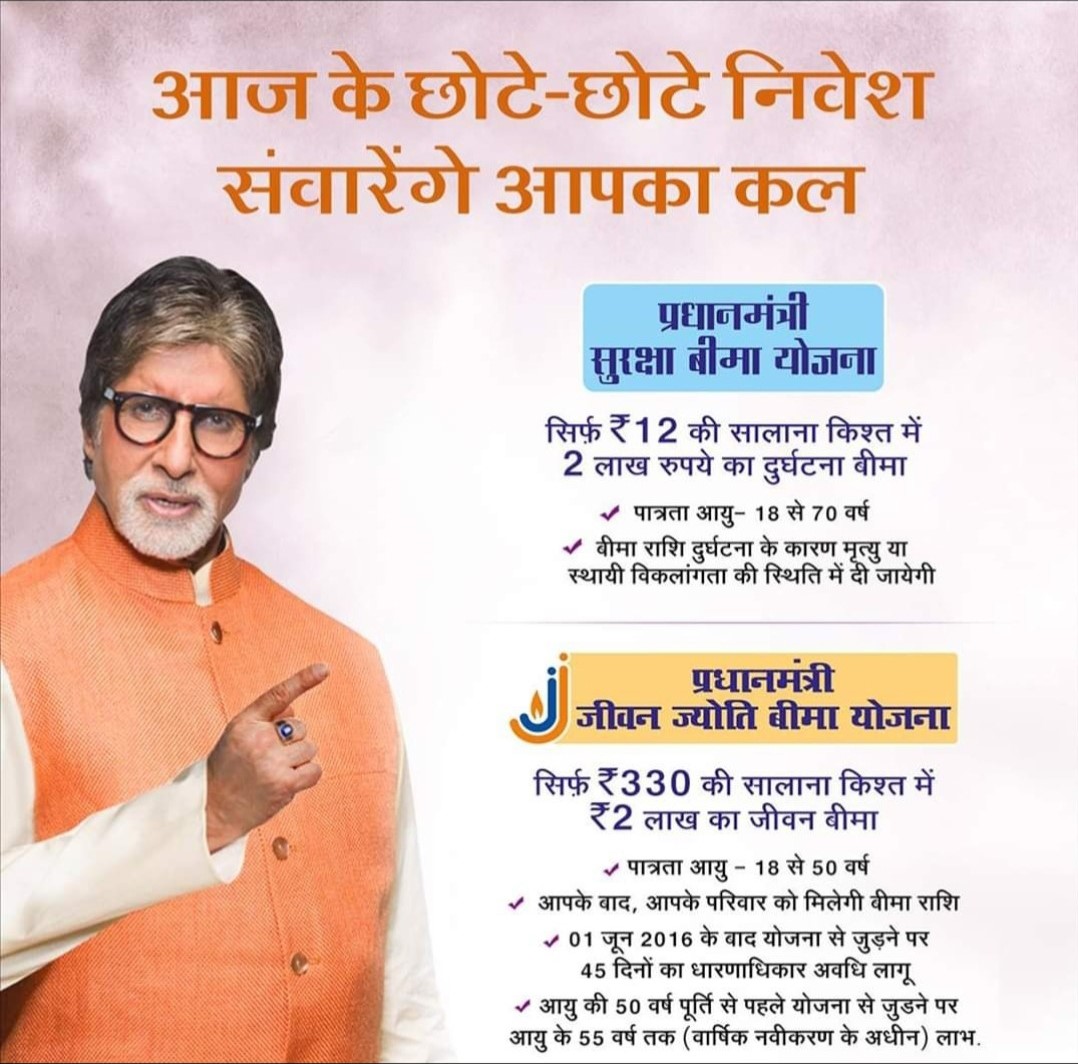 आज के छोटे-छोटे निवेश
संवारेंगे आपका कल
प्रधानमंत्री
सुरक्षा बीमा योजना
सिर्फ़ ₹12 की सालाना किश्त में
2 लाख रुपये का दुर्घटना बीमा
✓ पात्रता आयु- 18 से 70 वर्ष
✓ बीमा राशि दुर्घटना के कारण मृत्यु या
स्थायी विकलांगता की स्थिति में दी जायेगी
प्रधानमंत्री
जीवन ज्योति बीमा योजना
सिर्फ़ ₹330 की सालाना किश्त में
₹2 लाख का जीवन बीमा
✓ पात्रता आयु - 18 से 50 वर्ष
✓ आपके बाद, आपके परिवार को मिलेगी बीमा राशि
✓ 01 जून 2016 के बाद योजना से जुड़ने पर
45 दिनों का धारणाधिकार अवधि लागू
✓ आयु की 50 वर्ष पूर्ति से पहले योजना से जुडने पर
आयु के 55 वर्ष तक (वार्षिक नवीकरण के अधीन) लाभ.